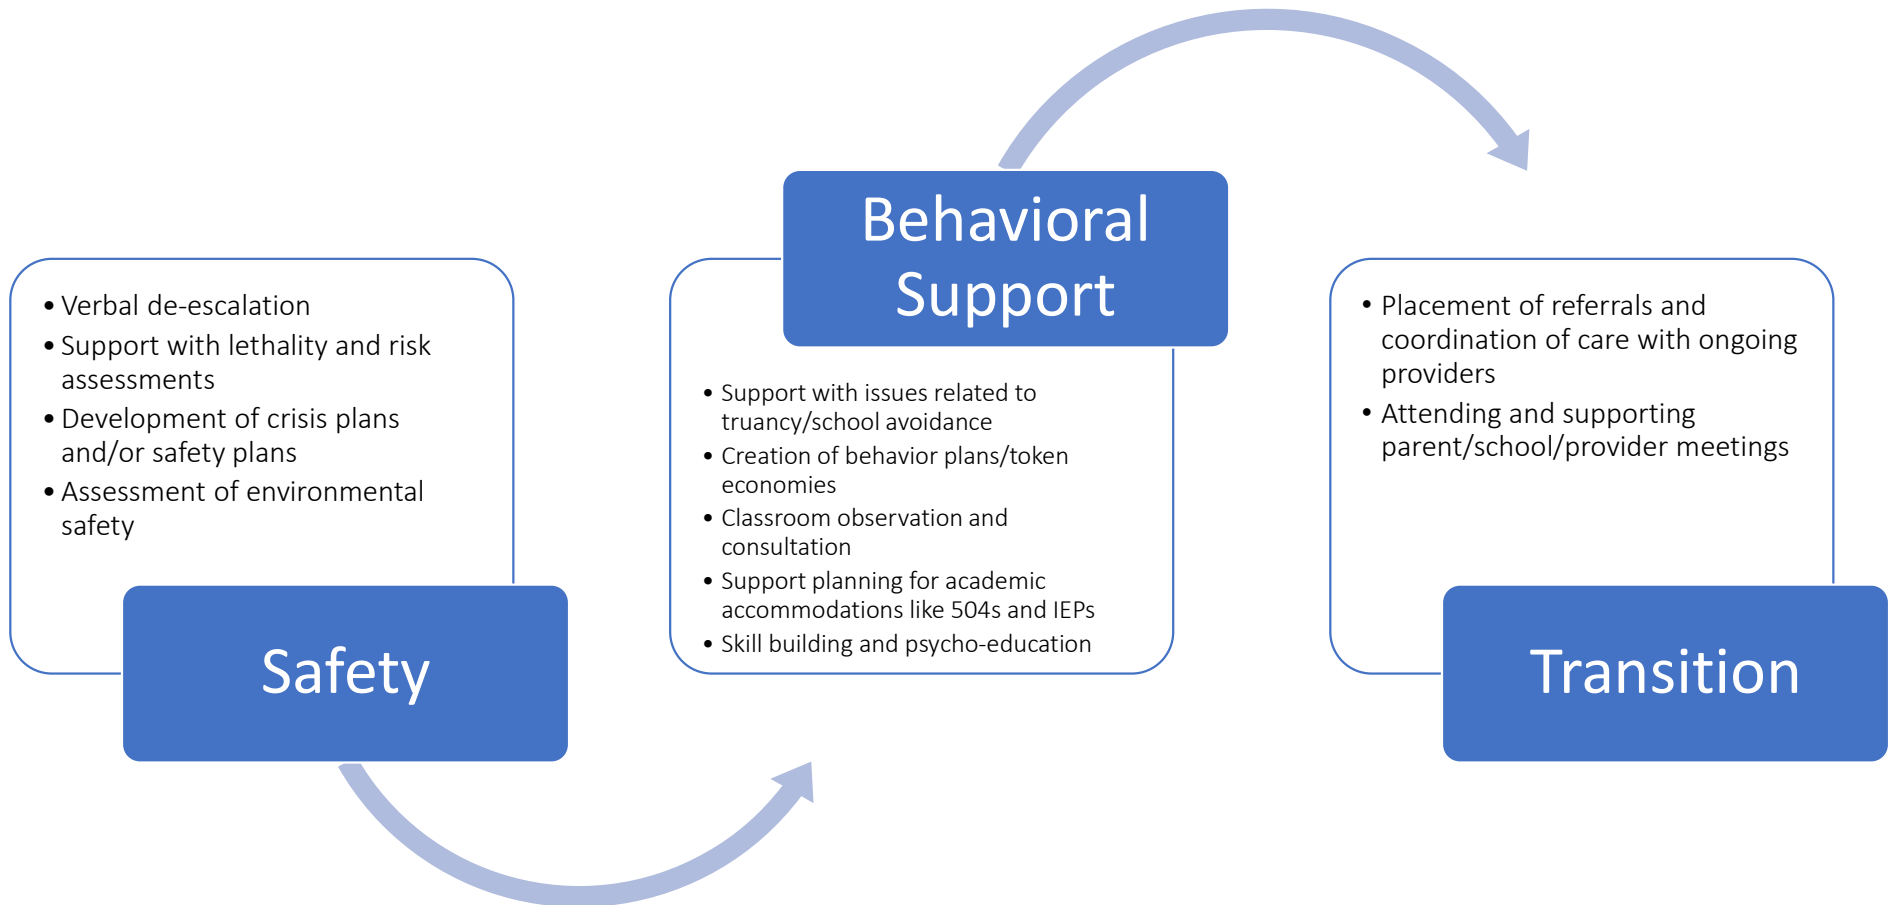 • Verbal de-escalation
• Support with lethality and risk
assessments
• Development of crisis plans
and/or safety plans
• Assessment of environmental
safety
Safety
Behavioral
Support
• Support with issues related to
truancy/school avoidance
• Creation of behavior plans/token
economies
• Classroom observation and
consultation
• Support planning for academic
accommodations like 504s and IEPs
• Skill building and psycho-education
• Placement of referrals and
coordination of care with ongoing
providers
• Attending and supporting
parent/school/provider meetings
Transition